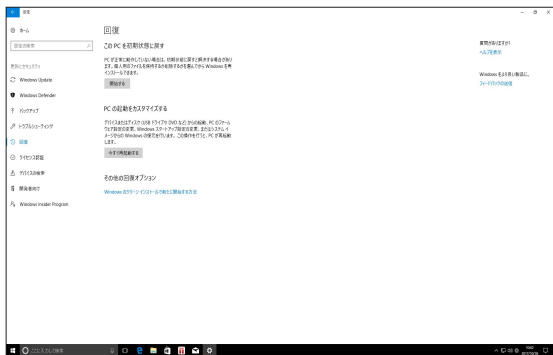 設定
ホーム
設定の検索
更新とセキュリティ
Windows Update
Windows Defender
バックアップ
トラブルシューティング
回復
ライセンス認証
デバイスの検索
開発者向け
Windows Insider Program
回復
この PC を初期状態に戻す
PC が正常に動作していない場合は、初期状態に戻すと解決する場合があり
ます。個人用のファイルを保持するか削除するかを選んでから Windows を再
インストールできます。
開始する
PC の起動をカスタマイズする
デバイスまたはディスク (USB ドライブや DVD など) からの起動、PC のファーム
ウェア設定の変更、Windows スタートアップ設定の変更、またはシステム イ
メージからの Windows の復元を行います。この操作を行うと、PC が再起動
します。
今すぐ再起動する
その他の回復オプション
Windows のクリーン インストールで新たに開始する方法
質問がありますか?
ヘルプを表示
Windows をより良い製品に。
フィードバックの送信
ここに入力して検索